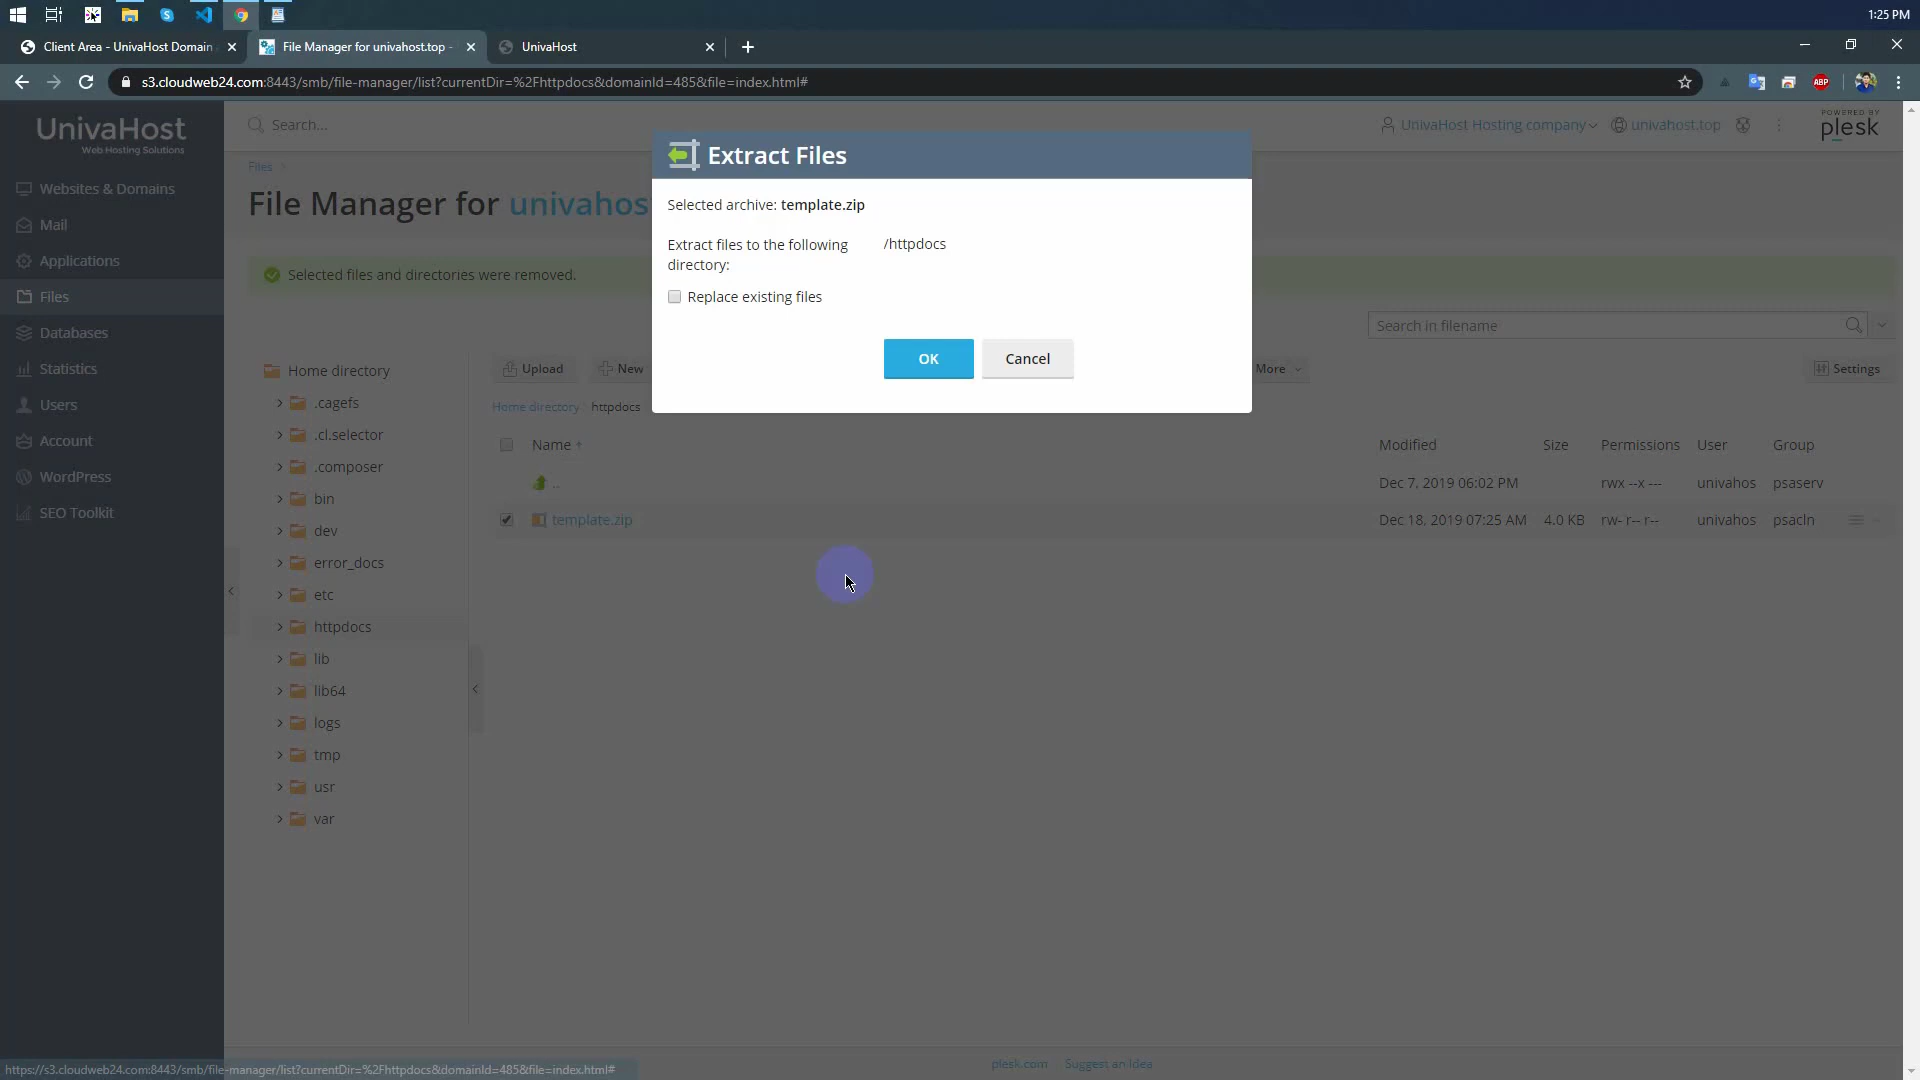 1:25 PM
Client Area - UnivaHost Domain
File Manager for univahost.top -
UnivaHost
s3.cloudweb24.com:8443/smb/file-manager/list?currentDir=%2Fhttpdocs&domainId=485&file=index.html#
ABP
UnivaHost
Web Hosting Solutions
Search...
UnivaHost Hosting company
univahost.top
POWERED BY
plesk
Websites & Domains
Mail
Applications
Files
Databases
Statistics
Users
Account
WordPress
SEO Toolkit
Files
File Manager for univahos
Selected files and directories were removed.
Extract Files
Selected archive: template.zip
Extract files to the following directory:
/httpdocs
Replace existing files
OK
Cancel
Search in filename
Upload
New
More
Settings
Home directory
.cagefs
.cl.selector
.composer
bin
dev
error_docs
etc
httpdocs
lib
lib64
logs
tmp
usr
var
Home directory httpdocs
Name Modified Size Permissions User Group
.. Dec 7, 2019 06:02 PM rwx --x --- univahos psaserv
template.zip Dec 18, 2019 07:25 AM 4.0 KB rw- r-- r-- univahos psacln
plesk.com Suggest an Idea
https://s3.cloudweb24.com:8443/smb/file-manager/list?currentDir=%2Fhttpdocs&domainId=485&file=index.html#